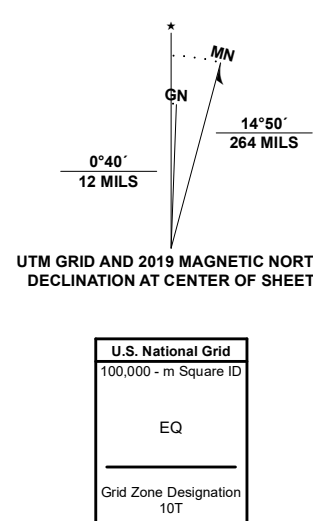 ★
MN
GN
14°50´
264 MILS
0°40´
12 MILS
UTM GRID AND 2019 MAGNETIC NORT
DECLINATION AT CENTER OF SHEET
U.S. National Grid
100,000 - m Square ID
EQ
Grid Zone Designation
10T